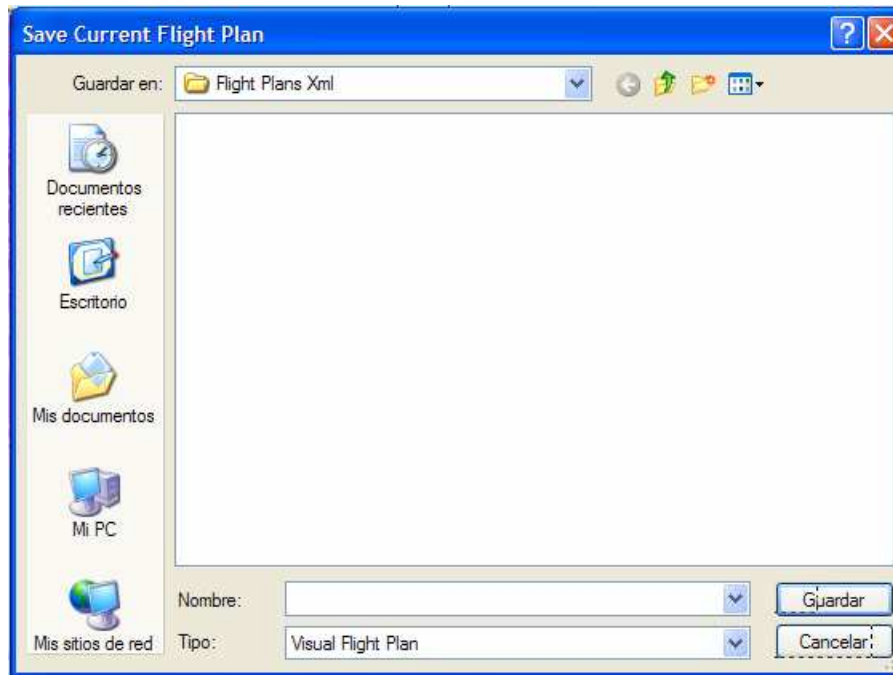 Save Current Flight Plan
Guardar en:
Flight Plans Xml
Documentos
recientes
Escritorio
Mis documentos
Mi PC
Mis sitios de red
Nombre:
Guardar
Tipo:
Visual Flight Plan
Cancelar